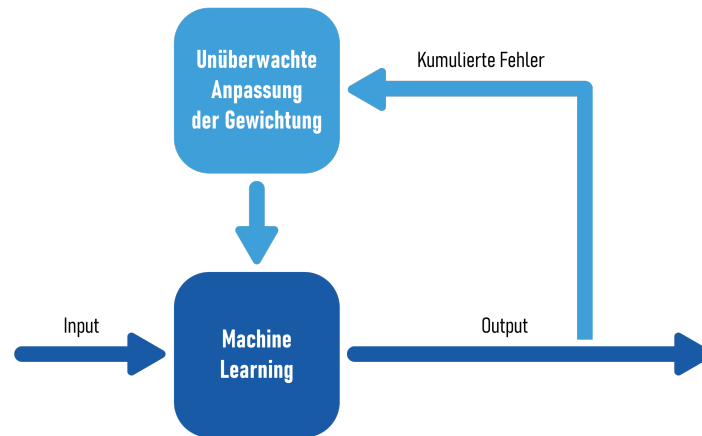 Unüberwachte
Anpassung
der Gewichtung
Kumulierte Fehler
Input
Machine
Learning
Output